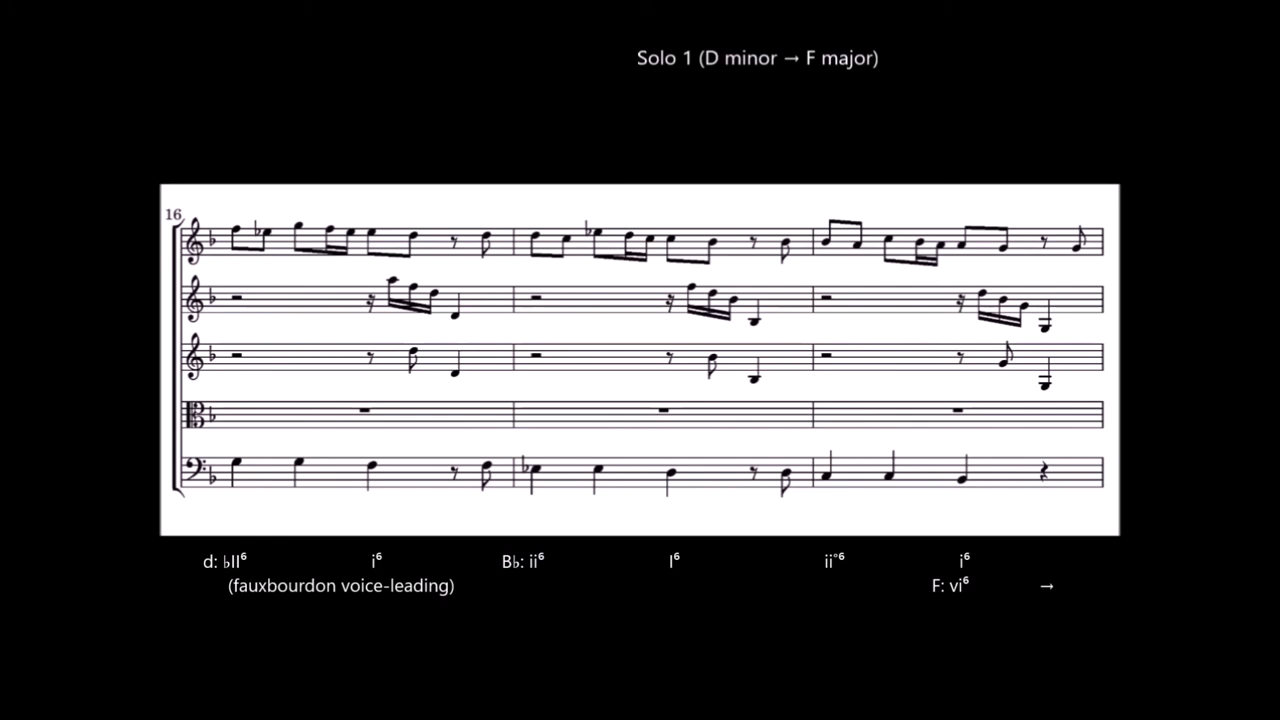 Solo 1 (D minor → F major)
16
d: ♭II⁶ i⁶ B♭: ii⁶ I⁶ ii°⁶ i⁶
(fauxbourdon voice-leading) F: vi⁶ →